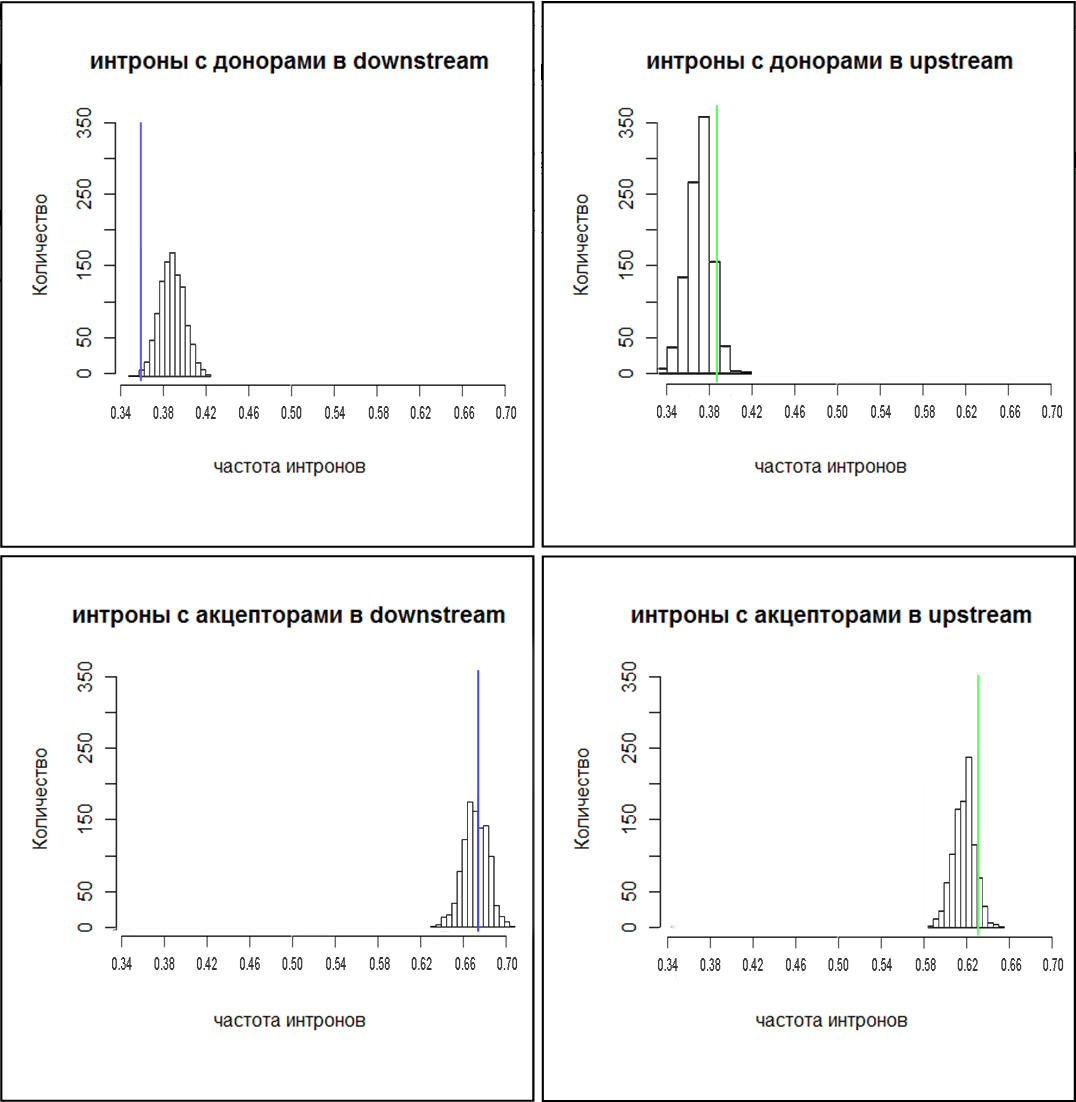 интроны с донорами в downstream
Количество
0 50 150 250 350
0.34 0.38 0.42 0.46 0.50 0.54 0.58 0.62 0.66 0.70
частота интронов
интроны с донорами в upstream
Количество
0 50 150 250 350
0.34 0.38 0.42 0.46 0.50 0.54 0.58 0.62 0.66 0.70
частота интронов
интроны с акцепторами в downstream
Количество
0 50 150 250 350
0.34 0.38 0.42 0.46 0.50 0.54 0.58 0.62 0.66 0.70
частота интронов
интроны с акцепторами в upstream
Количество
0 50 150 250 350
0.34 0.38 0.42 0.46 0.50 0.54 0.58 0.62 0.66 0.70
частота интронов